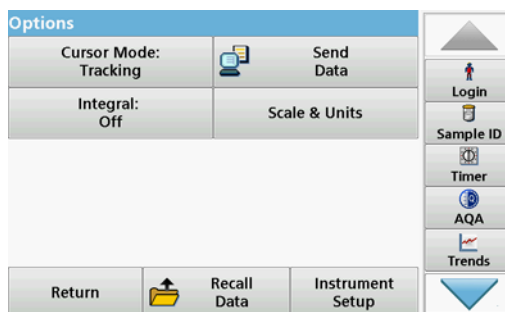 Options
Cursor Mode:
Tracking
Send
Data
Integral:
Off
Scale & Units
Return
Recall
Data
Instrument
Setup
Login
Sample ID
Timer
AQA
Trends